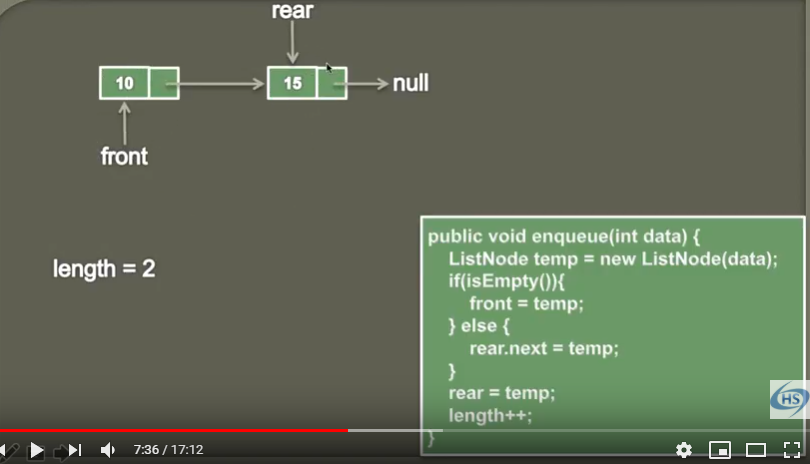 rear
10
15
null
front
length = 2
public void enqueue(int data) {
ListNode temp = new ListNode(data);
if(isEmpty()){
front = temp;
} else {
rear.next = temp;
}
rear = temp;
length++;
}
HS
7:36 / 17:12